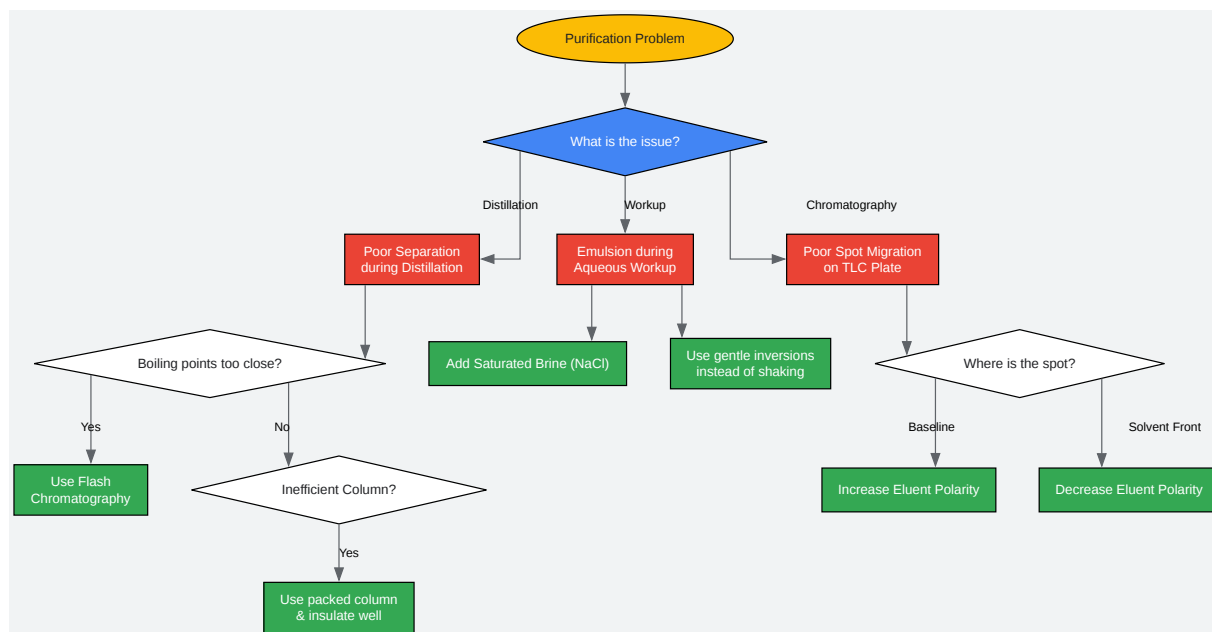 Purification Problem
What is the issue?
Distillation
Workup
Chromatography
Poor Separation
during Distillation
Emulsion during
Aqueous Workup
Poor Spot Migration
on TLC Plate
Boiling points too close?
Add Saturated Brine (NaCl)
Use gentle inversions
instead of shaking
Where is the spot?
Yes
No
Baseline
Solvent Front
Use Flash
Chromatography
Inefficient Column?
Increase Eluent Polarity
Decrease Eluent Polarity
Yes
Use packed column
& insulate well